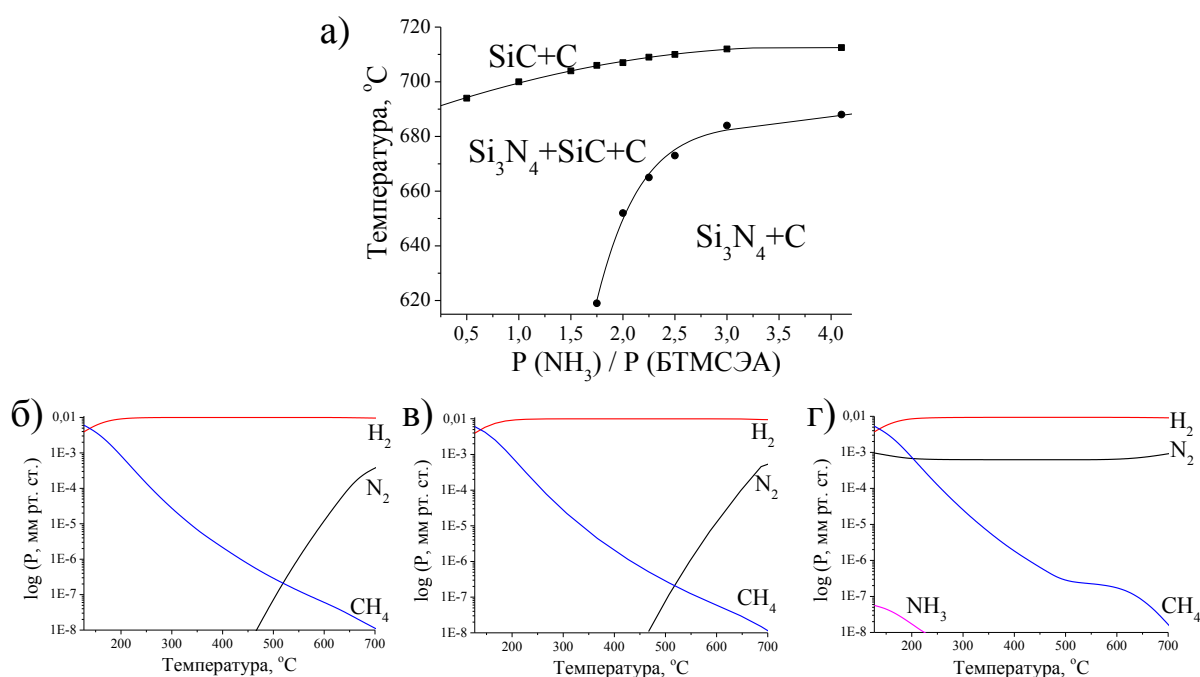 а)
720
700
680
660
640
620
Температура, °C
SiC+C
Si₃N₄+SiC+C
Si₃N₄+C
0,5 1,0 1,5 2,0 2,5 3,0 3,5 4,0
P (NH₃) / P (БТМСЭА)
б)
0,01
1E-3
1E-4
1E-5
1E-6
1E-7
1E-8
log (P, мм рт. ст.)
H₂
N₂
CH₄
200 300 400 500 600 700
Температура, °C
в)
0,01
1E-3
1E-4
1E-5
1E-6
1E-7
1E-8
log (P, мм рт. ст.)
H₂
N₂
CH₄
200 300 400 500 600 700
Температура, °C
г)
0,01
1E-3
1E-4
1E-5
1E-6
1E-7
1E-8
log (P, мм рт. ст.)
H₂
N₂
NH₃
CH₄
200 300 400 500 600 700
Температура, °C